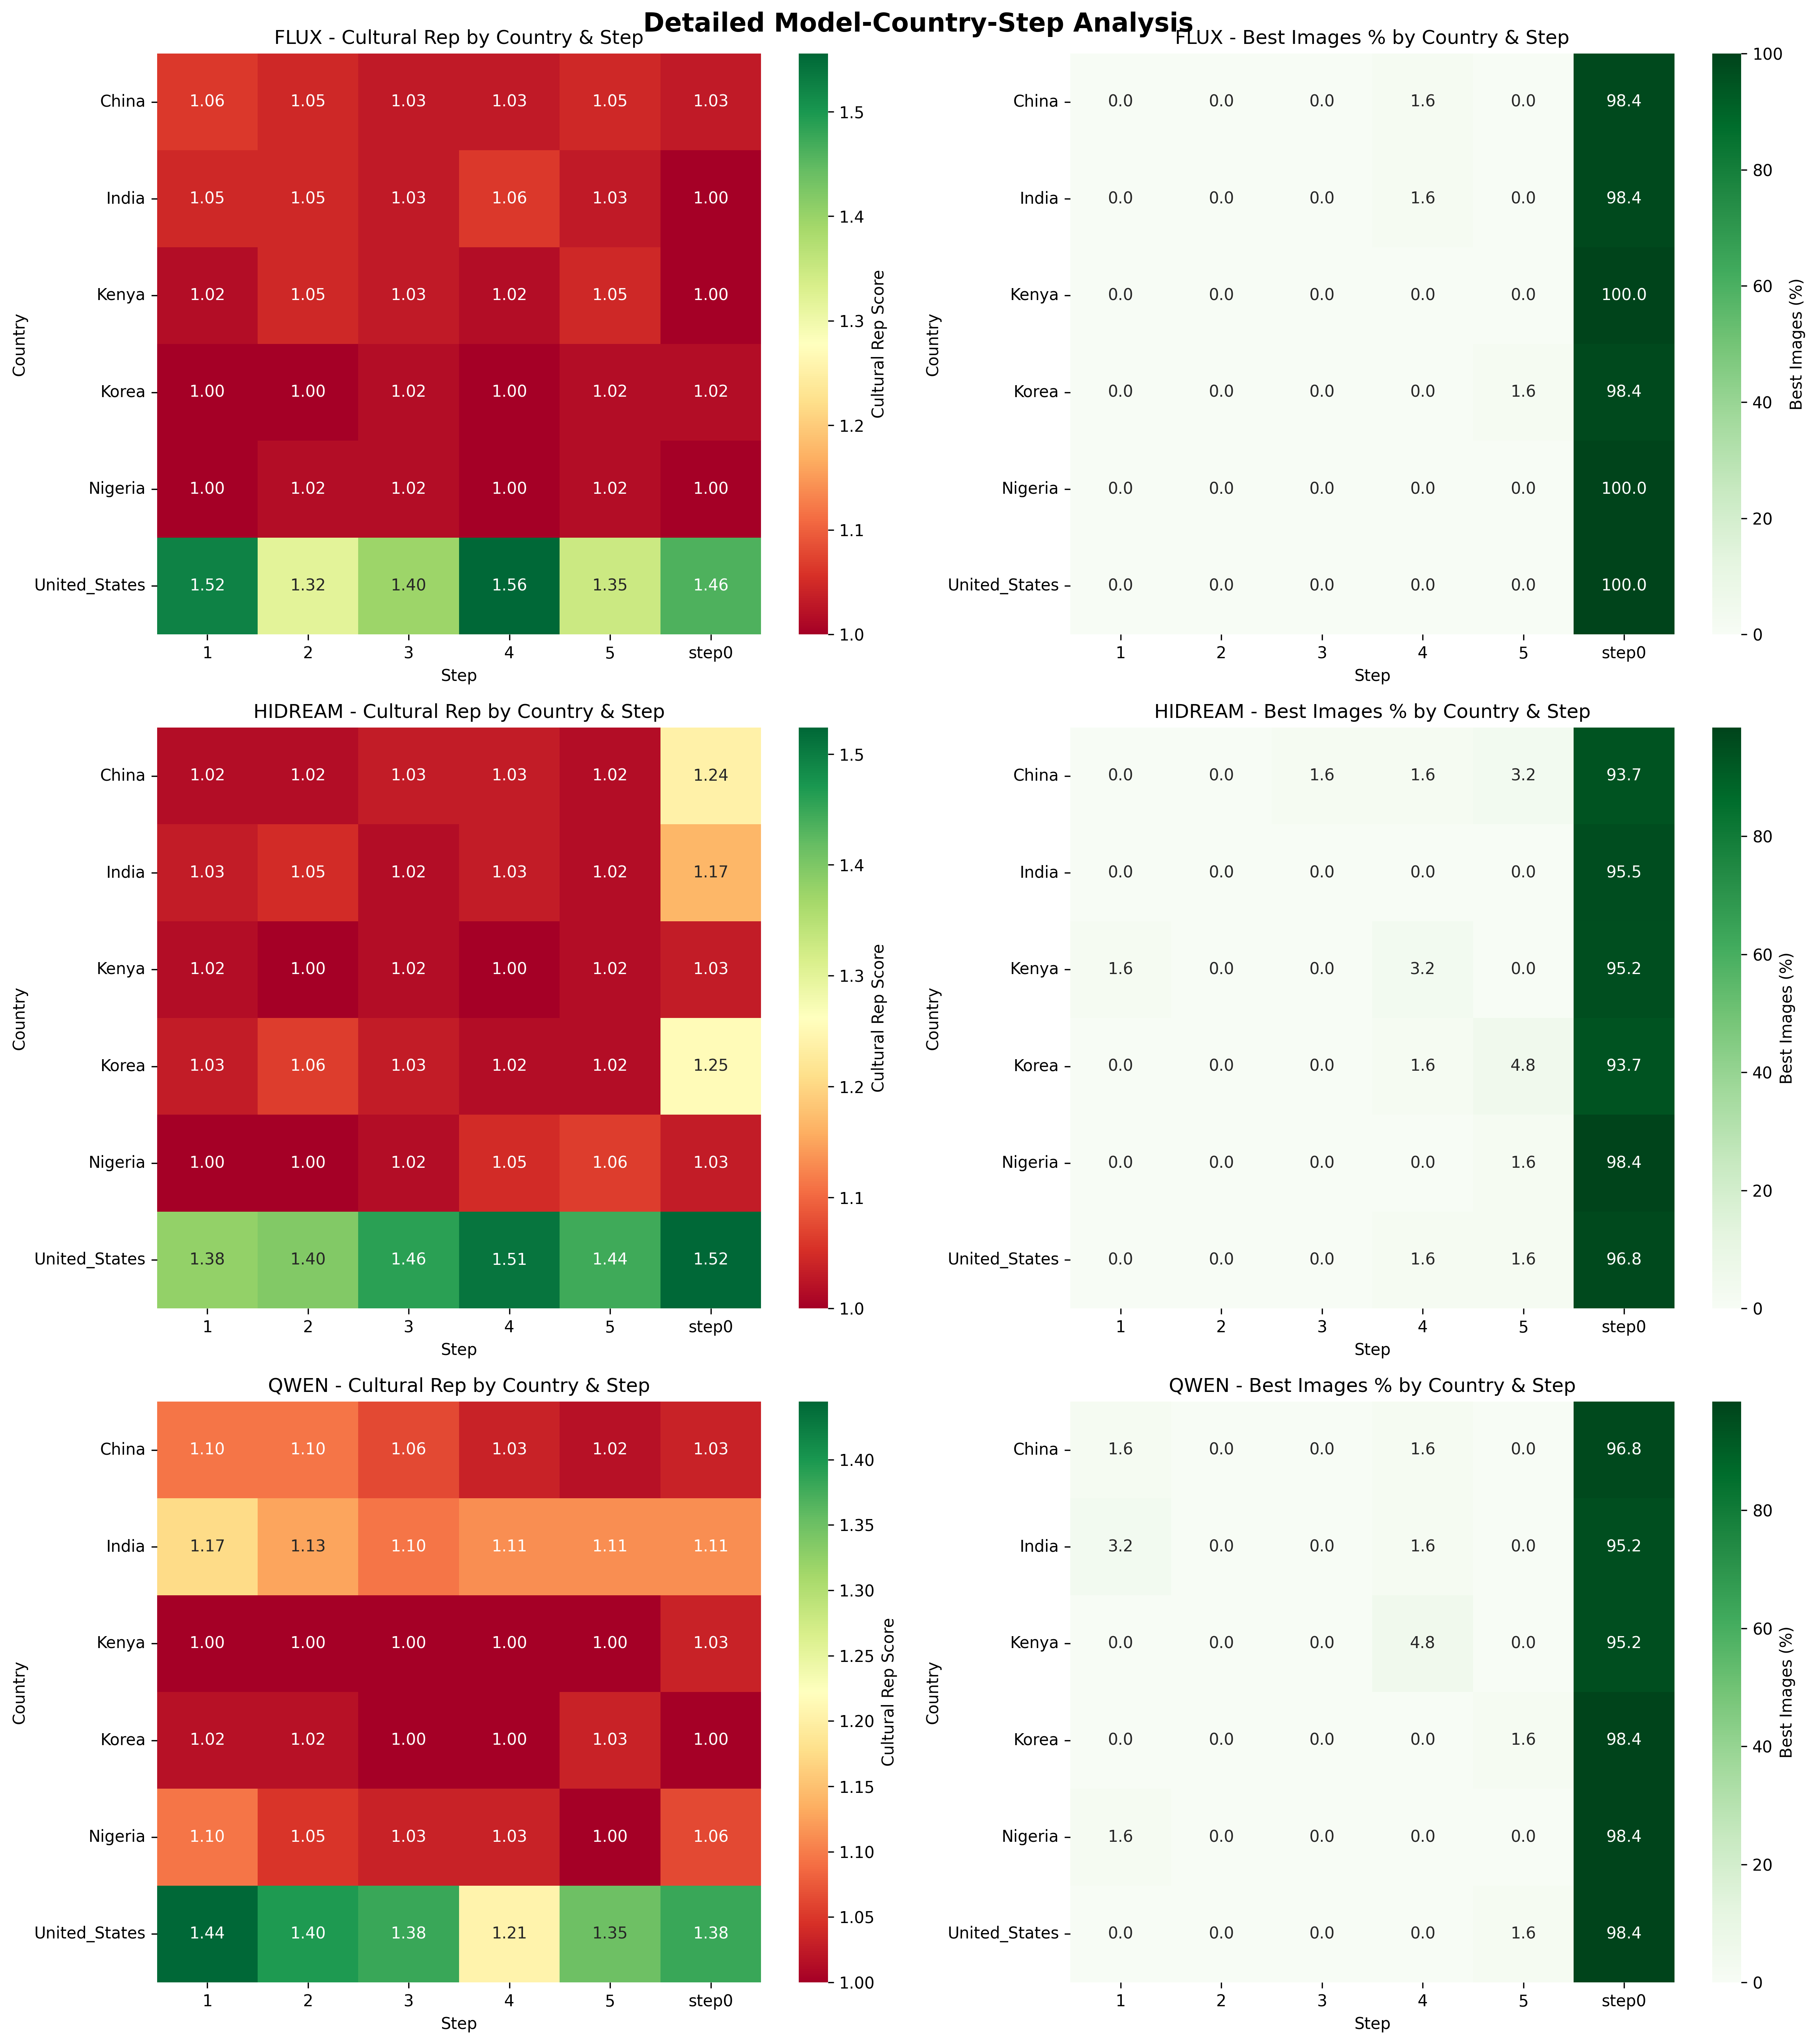 Detailed Model-Country-Step Analysis
FLUX - Cultural Rep by Country & Step
Country
China 1.06 1.05 1.03 1.03 1.05 1.03
India 1.05 1.05 1.03 1.06 1.03 1.00
Kenya 1.02 1.05 1.03 1.02 1.05 1.00
Korea 1.00 1.00 1.02 1.00 1.02 1.02
Nigeria 1.00 1.02 1.02 1.00 1.02 1.00
United_States 1.52 1.32 1.40 1.56 1.35 1.46
1 2 3 4 5 step0
Step
1.5
1.4
1.3
1.2
1.1
1.0
Cultural Rep Score
FLUX - Best Images % by Country & Step
Country
China 0.0 0.0 0.0 1.6 0.0 98.4
India 0.0 0.0 0.0 1.6 0.0 98.4
Kenya 0.0 0.0 0.0 0.0 0.0 100.0
Korea 0.0 0.0 0.0 0.0 1.6 98.4
Nigeria 0.0 0.0 0.0 0.0 0.0 100.0
United_States 0.0 0.0 0.0 0.0 0.0 100.0
1 2 3 4 5 step0
Step
100
80
60
40
20
0
Best Images (%)
HIDREAM - Cultural Rep by Country & Step
Country
China 1.02 1.02 1.03 1.03 1.02 1.24
India 1.03 1.05 1.02 1.03 1.02 1.17
Kenya 1.02 1.00 1.02 1.00 1.02 1.03
Korea 1.03 1.06 1.03 1.02 1.02 1.25
Nigeria 1.00 1.00 1.02 1.05 1.06 1.03
United_States 1.38 1.40 1.46 1.51 1.44 1.52
1 2 3 4 5 step0
Step
1.5
1.4
1.3
1.2
1.1
1.0
Cultural Rep Score
HIDREAM - Best Images % by Country & Step
Country
China 0.0 0.0 1.6 1.6 3.2 93.7
India 0.0 0.0 0.0 0.0 0.0 95.5
Kenya 1.6 0.0 0.0 3.2 0.0 95.2
Korea 0.0 0.0 0.0 1.6 4.8 93.7
Nigeria 0.0 0.0 0.0 0.0 1.6 98.4
United_States 0.0 0.0 0.0 1.6 1.6 96.8
1 2 3 4 5 step0
Step
80
60
40
20
0
Best Images (%)
QWEN - Cultural Rep by Country & Step
Country
China 1.10 1.10 1.06 1.03 1.02 1.03
India 1.17 1.13 1.10 1.11 1.11 1.11
Kenya 1.00 1.00 1.00 1.00 1.00 1.03
Korea 1.02 1.02 1.00 1.00 1.03 1.00
Nigeria 1.10 1.05 1.03 1.03 1.00 1.06
United_States 1.44 1.40 1.38 1.21 1.35 1.38
1 2 3 4 5 step0
Step
1.40
1.35
1.30
1.25
1.20
1.15
1.10
1.05
1.00
Cultural Rep Score
QWEN - Best Images % by Country & Step
Country
China 1.6 0.0 0.0 1.6 0.0 96.8
India 3.2 0.0 0.0 1.6 0.0 95.2
Kenya 0.0 0.0 0.0 4.8 0.0 95.2
Korea 0.0 0.0 0.0 0.0 1.6 98.4
Nigeria 1.6 0.0 0.0 0.0 0.0 98.4
United_States 0.0 0.0 0.0 0.0 1.6 98.4
1 2 3 4 5 step0
Step
80
60
40
20
0
Best Images (%)